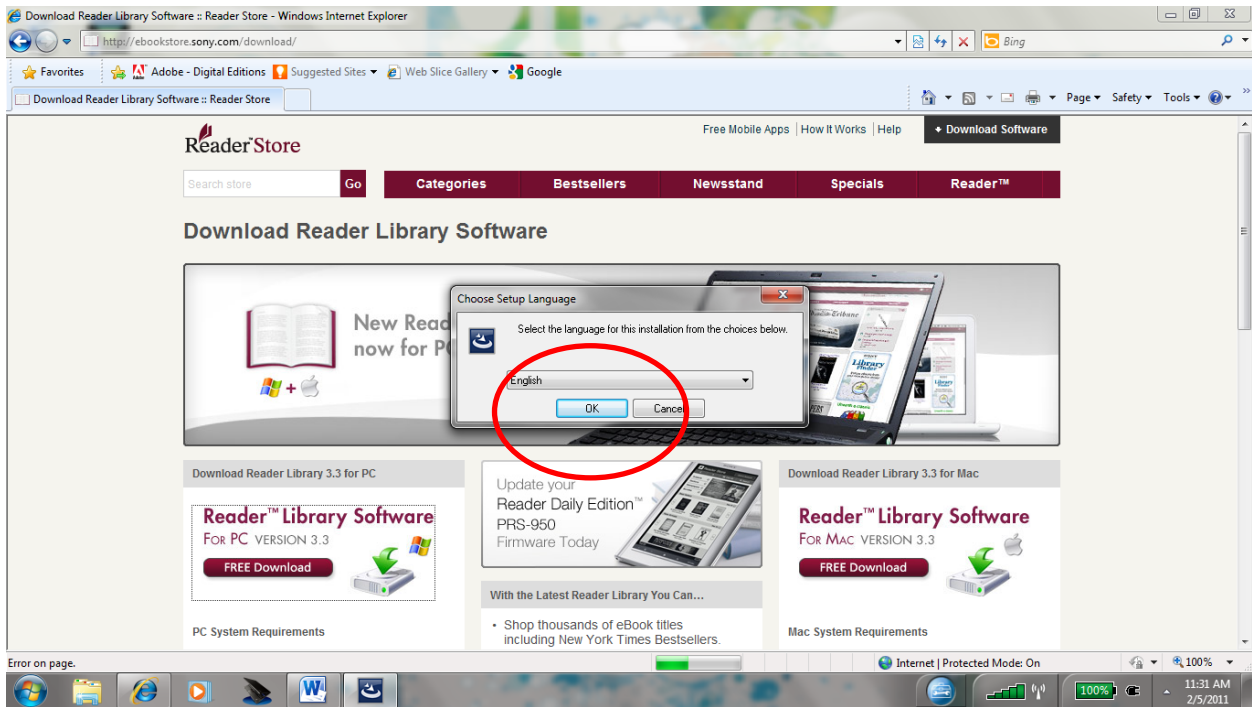 Download Reader Library Software :: Reader Store - Windows Internet Explorer
http://ebookstore.sony.com/download/
Bing
Favorites
Adobe - Digital Editions
Suggested Sites
Web Slice Gallery
Google
Download Reader Library Software :: Reader Store
Page
Safety
Tools
Reader™Store
Free Mobile Apps | How It Works | Help
Download Software
Search store
Go
Categories
Bestsellers
Newsstand
Specials
Reader™
Download Reader Library Software
New Read
now for P
+
Choose Setup Language
Select the language for this installation from the choices below.
English
OK
Cancel
Library
Finder
Download Reader Library 3.3 for PC
Reader™ Library Software
FOR PC VERSION 3.3
FREE Download
PC System Requirements
Update your
Reader Daily Edition™
PRS-950
Firmware Today
With the Latest Reader Library You Can...
• Shop thousands of eBook titles
including New York Times Bestsellers.
Download Reader Library 3.3 for Mac
Reader™ Library Software
FOR MAC VERSION 3.3
FREE Download
Mac System Requirements
Error on page.
Internet | Protected Mode: On
100%
100%
11:31 AM
2/5/2011